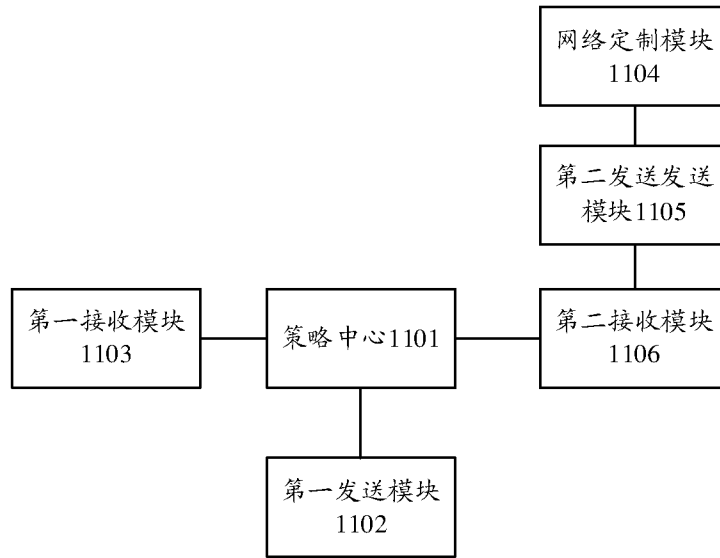 网络定制模块
1104
第二发送发送
模块1105
第一接收模块
1103
策略中心1101
第二接收模块
1106
第一发送模块
1102